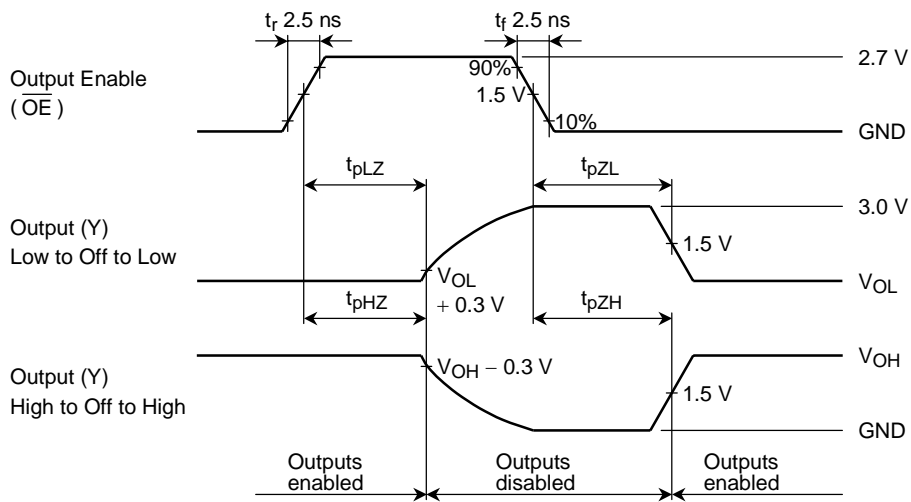 tr 2.5 ns
tf 2.5 ns
2.7 V
Output Enable
( OE )
90%
1.5 V
10%
GND
tpLZ
tpZL
3.0 V
Output (Y)
Low to Off to Low
1.5 V
VOL
+ 0.3 V
VOL
tpHZ
tpZH
VOH
VOH − 0.3 V
Output (Y)
High to Off to High
1.5 V
GND
Outputs
enabled
Outputs
disabled
Outputs
enabled